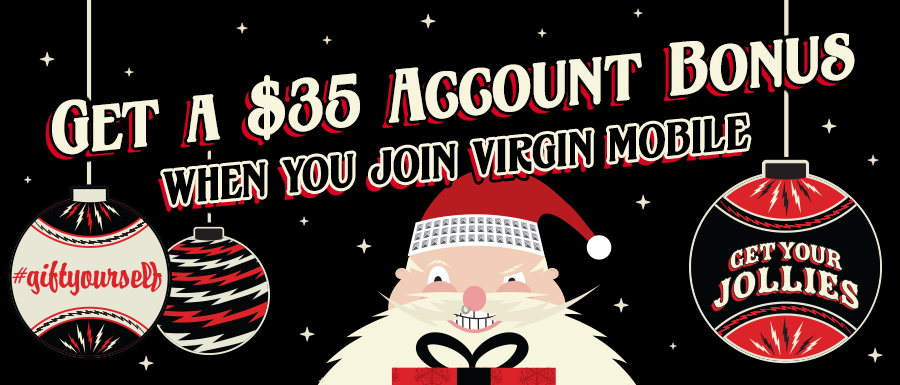 GET A $35 ACCOUNT BONUS
WHEN YOU JOIN VIRGIN MOBILE
#giftyourself
GET YOUR
JOLLIES